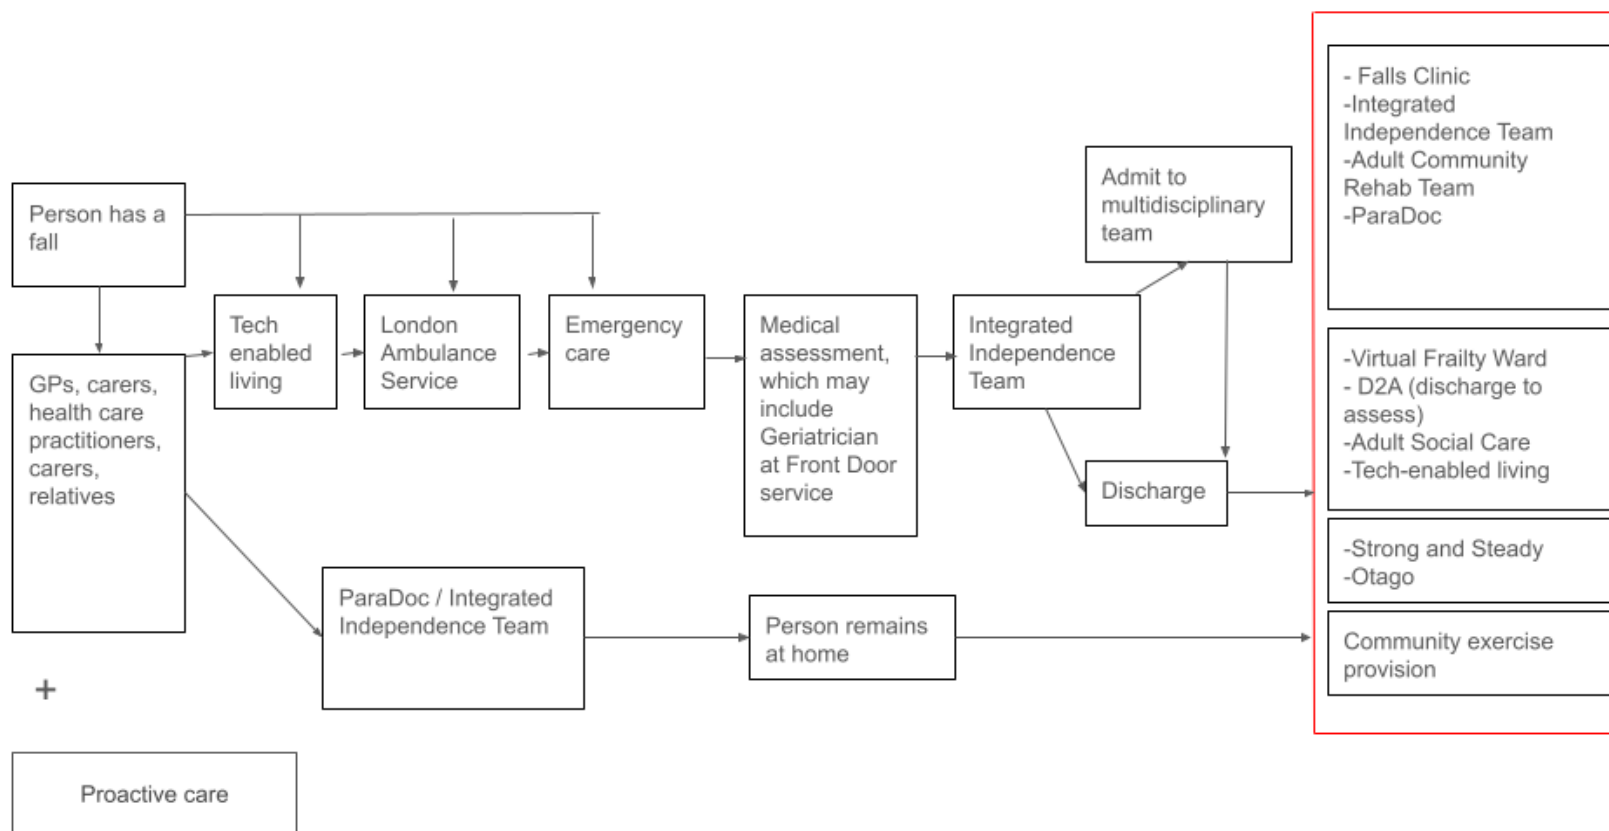 Person has a
fall
GPs, carers,
health care
practitioners,
carers,
relatives
+
Proactive care
Tech
enabled
living
London
Ambulance
Service
Emergency
care
ParaDoc / Integrated
Independence Team
Medical
assessment,
which may
include
Geriatrician
at Front Door
service
Person remains
at home
Integrated
Independence
Team
Admit to
multidisciplinary
team
Discharge
- Falls Clinic
-Integrated
Independence Team
-Adult Community
Rehab Team
-ParaDoc
-Virtual Frailty Ward
- D2A (discharge to
assess)
-Adult Social Care
-Tech-enabled living
-Strong and Steady
-Otago
Community exercise
provision